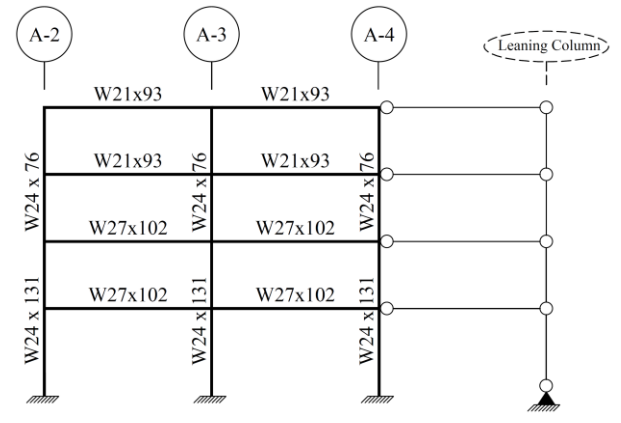 A-2
A-3
A-4
Leaning Column
W21x93
W21x93
W24 x 76
W21x93
W24 x 76
W21x93
W24 x 76
W27x102
W27x102
W24 x 131
W27x102
W24 x 131
W27x102
W24 x 131